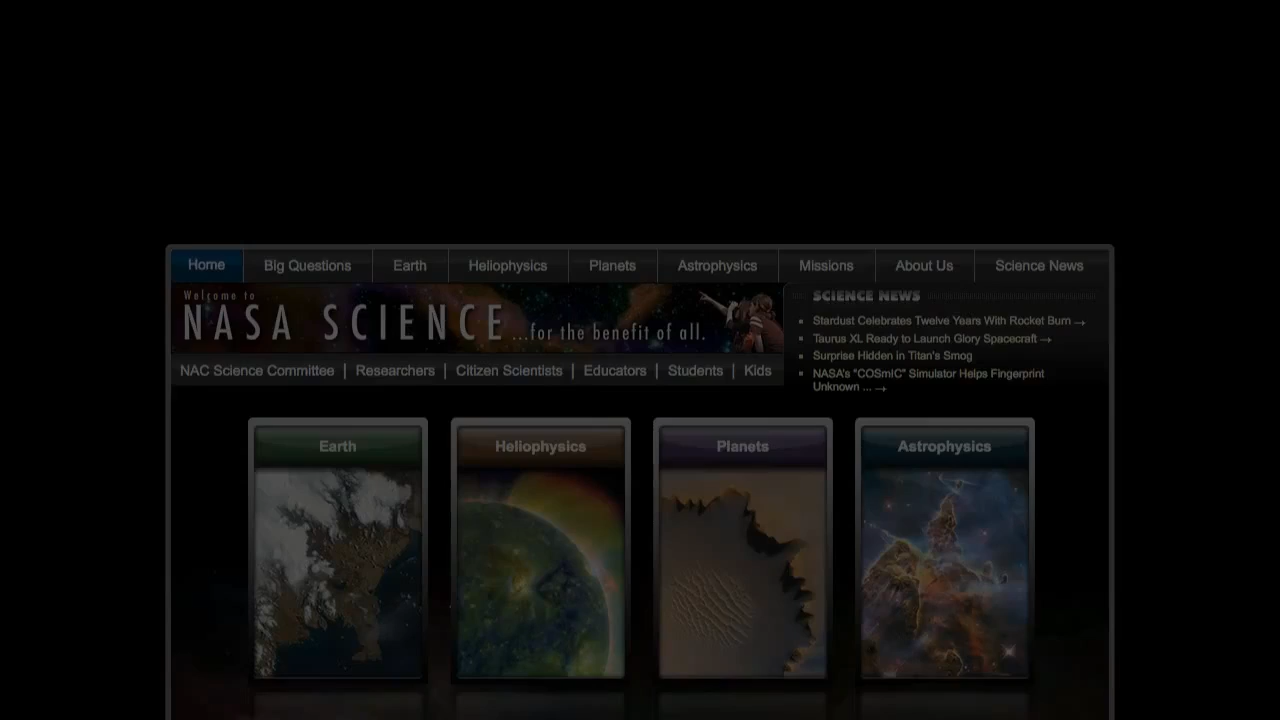 Home Big Questions Earth Heliophysics Planets Astrophysics Missions About Us Science News
Welcome to
NASA SCIENCE ...for the benefit of all.
NAC Science Committee | Researchers | Citizen Scientists | Educators | Students | Kids
SCIENCE NEWS
Stardust Celebrates Twelve Years With Rocket Burn →
Taurus XL Ready to Launch Glory Spacecraft →
Surprise Hidden in Titan's Smog
NASA's "COSmIC" Simulator Helps Fingerprint
Unknown ... →
Earth Heliophysics Planets Astrophysics